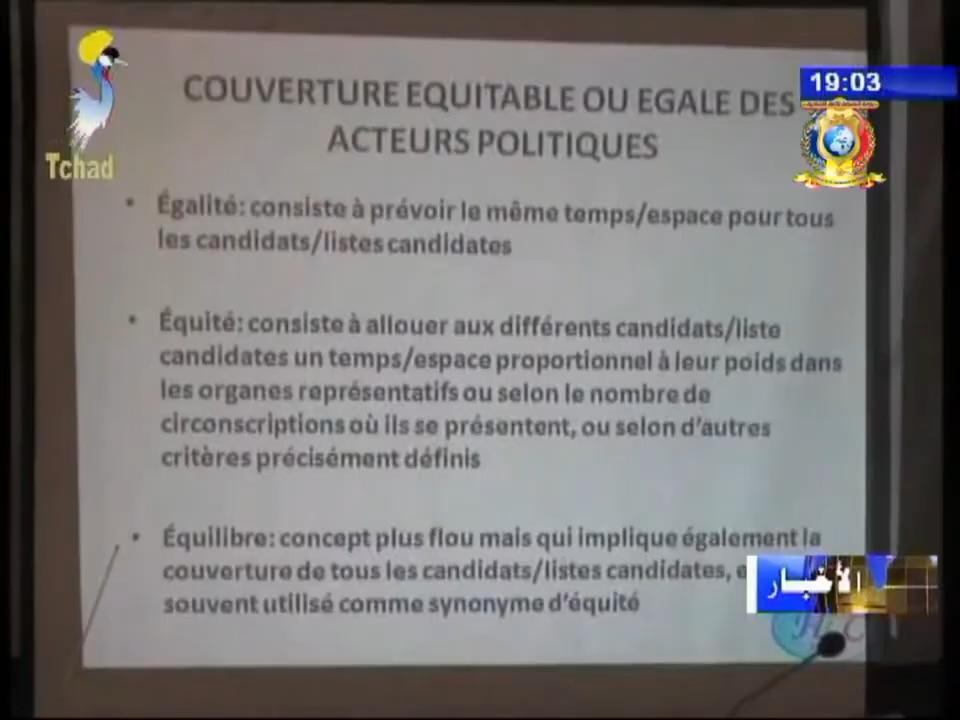 Tchad
19:03
COUVERTURE EQUITABLE OU EGALE DES
ACTEURS POLITIQUES
• Égalité: consiste à prévoir le même temps/espace pour tous
les candidats/listes candidates
• Équité: consiste à allouer aux différents candidats/liste
candidates un temps/espace proportionnel à leur poids dans
les organes représentatifs ou selon le nombre de
circonscriptions où ils se présentent, ou selon d'autres
critères précisément définis
• Équilibre: concept plus flou mais qui implique également la
couverture de tous les candidats/listes candidates,
souvent utilisé comme synonyme d'équité
الأخبار